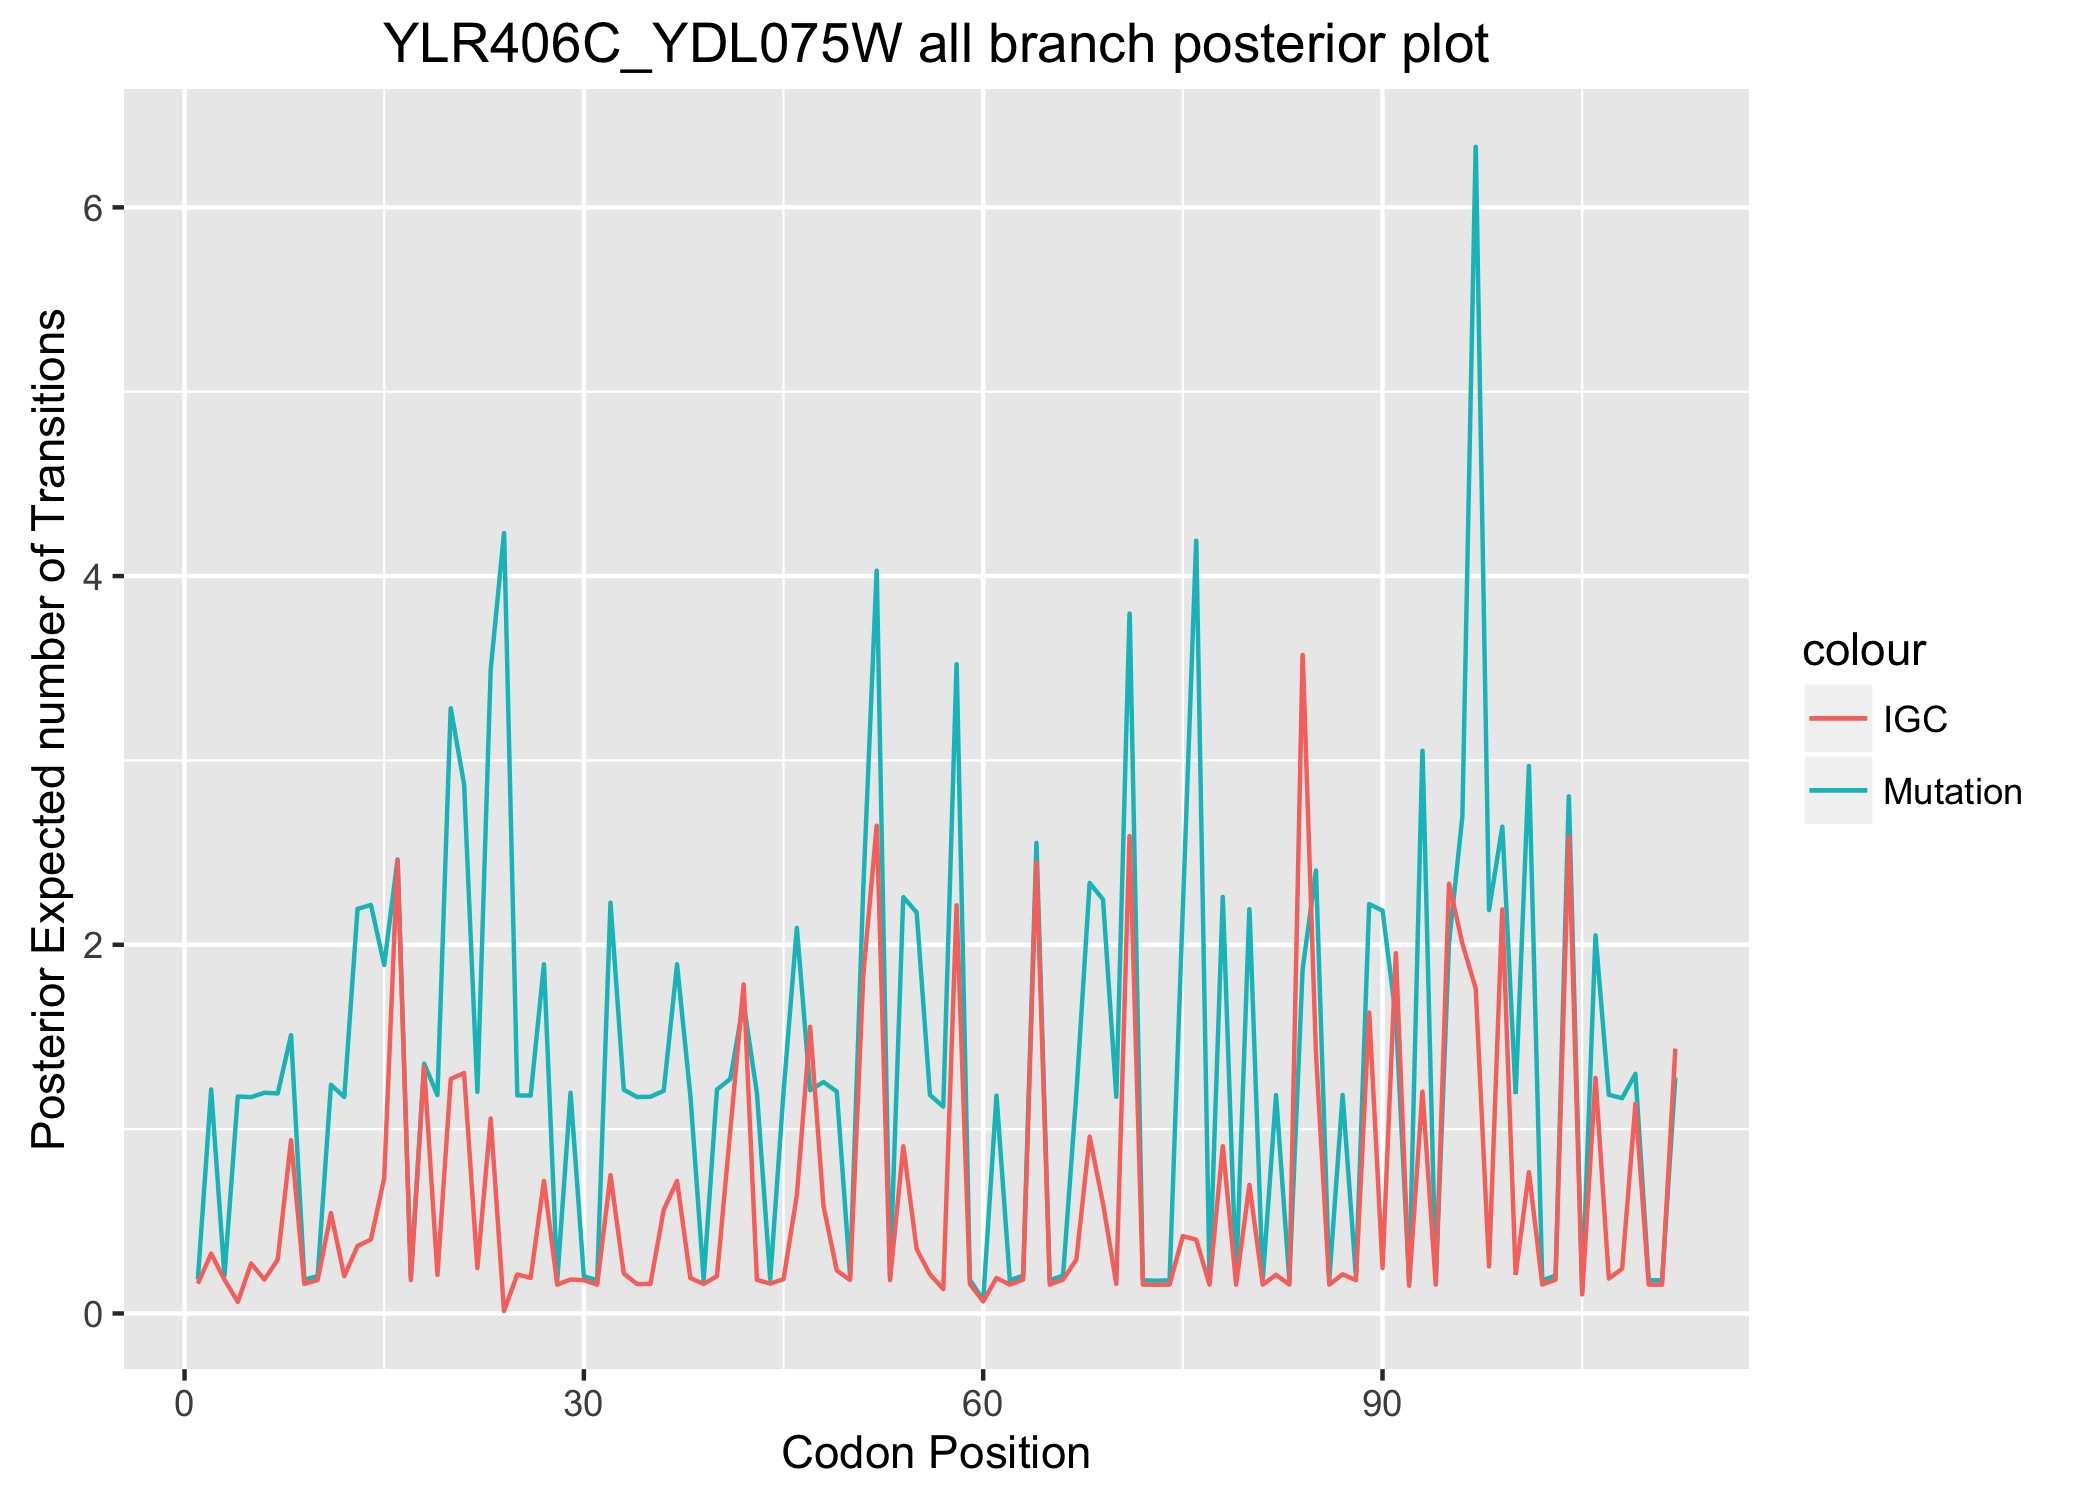 YLR406C_YDL075W all branch posterior plot
Posterior Expected number of Transitions
6
4
2
0
0 30 60 90
Codon Position
colour
IGC
Mutation